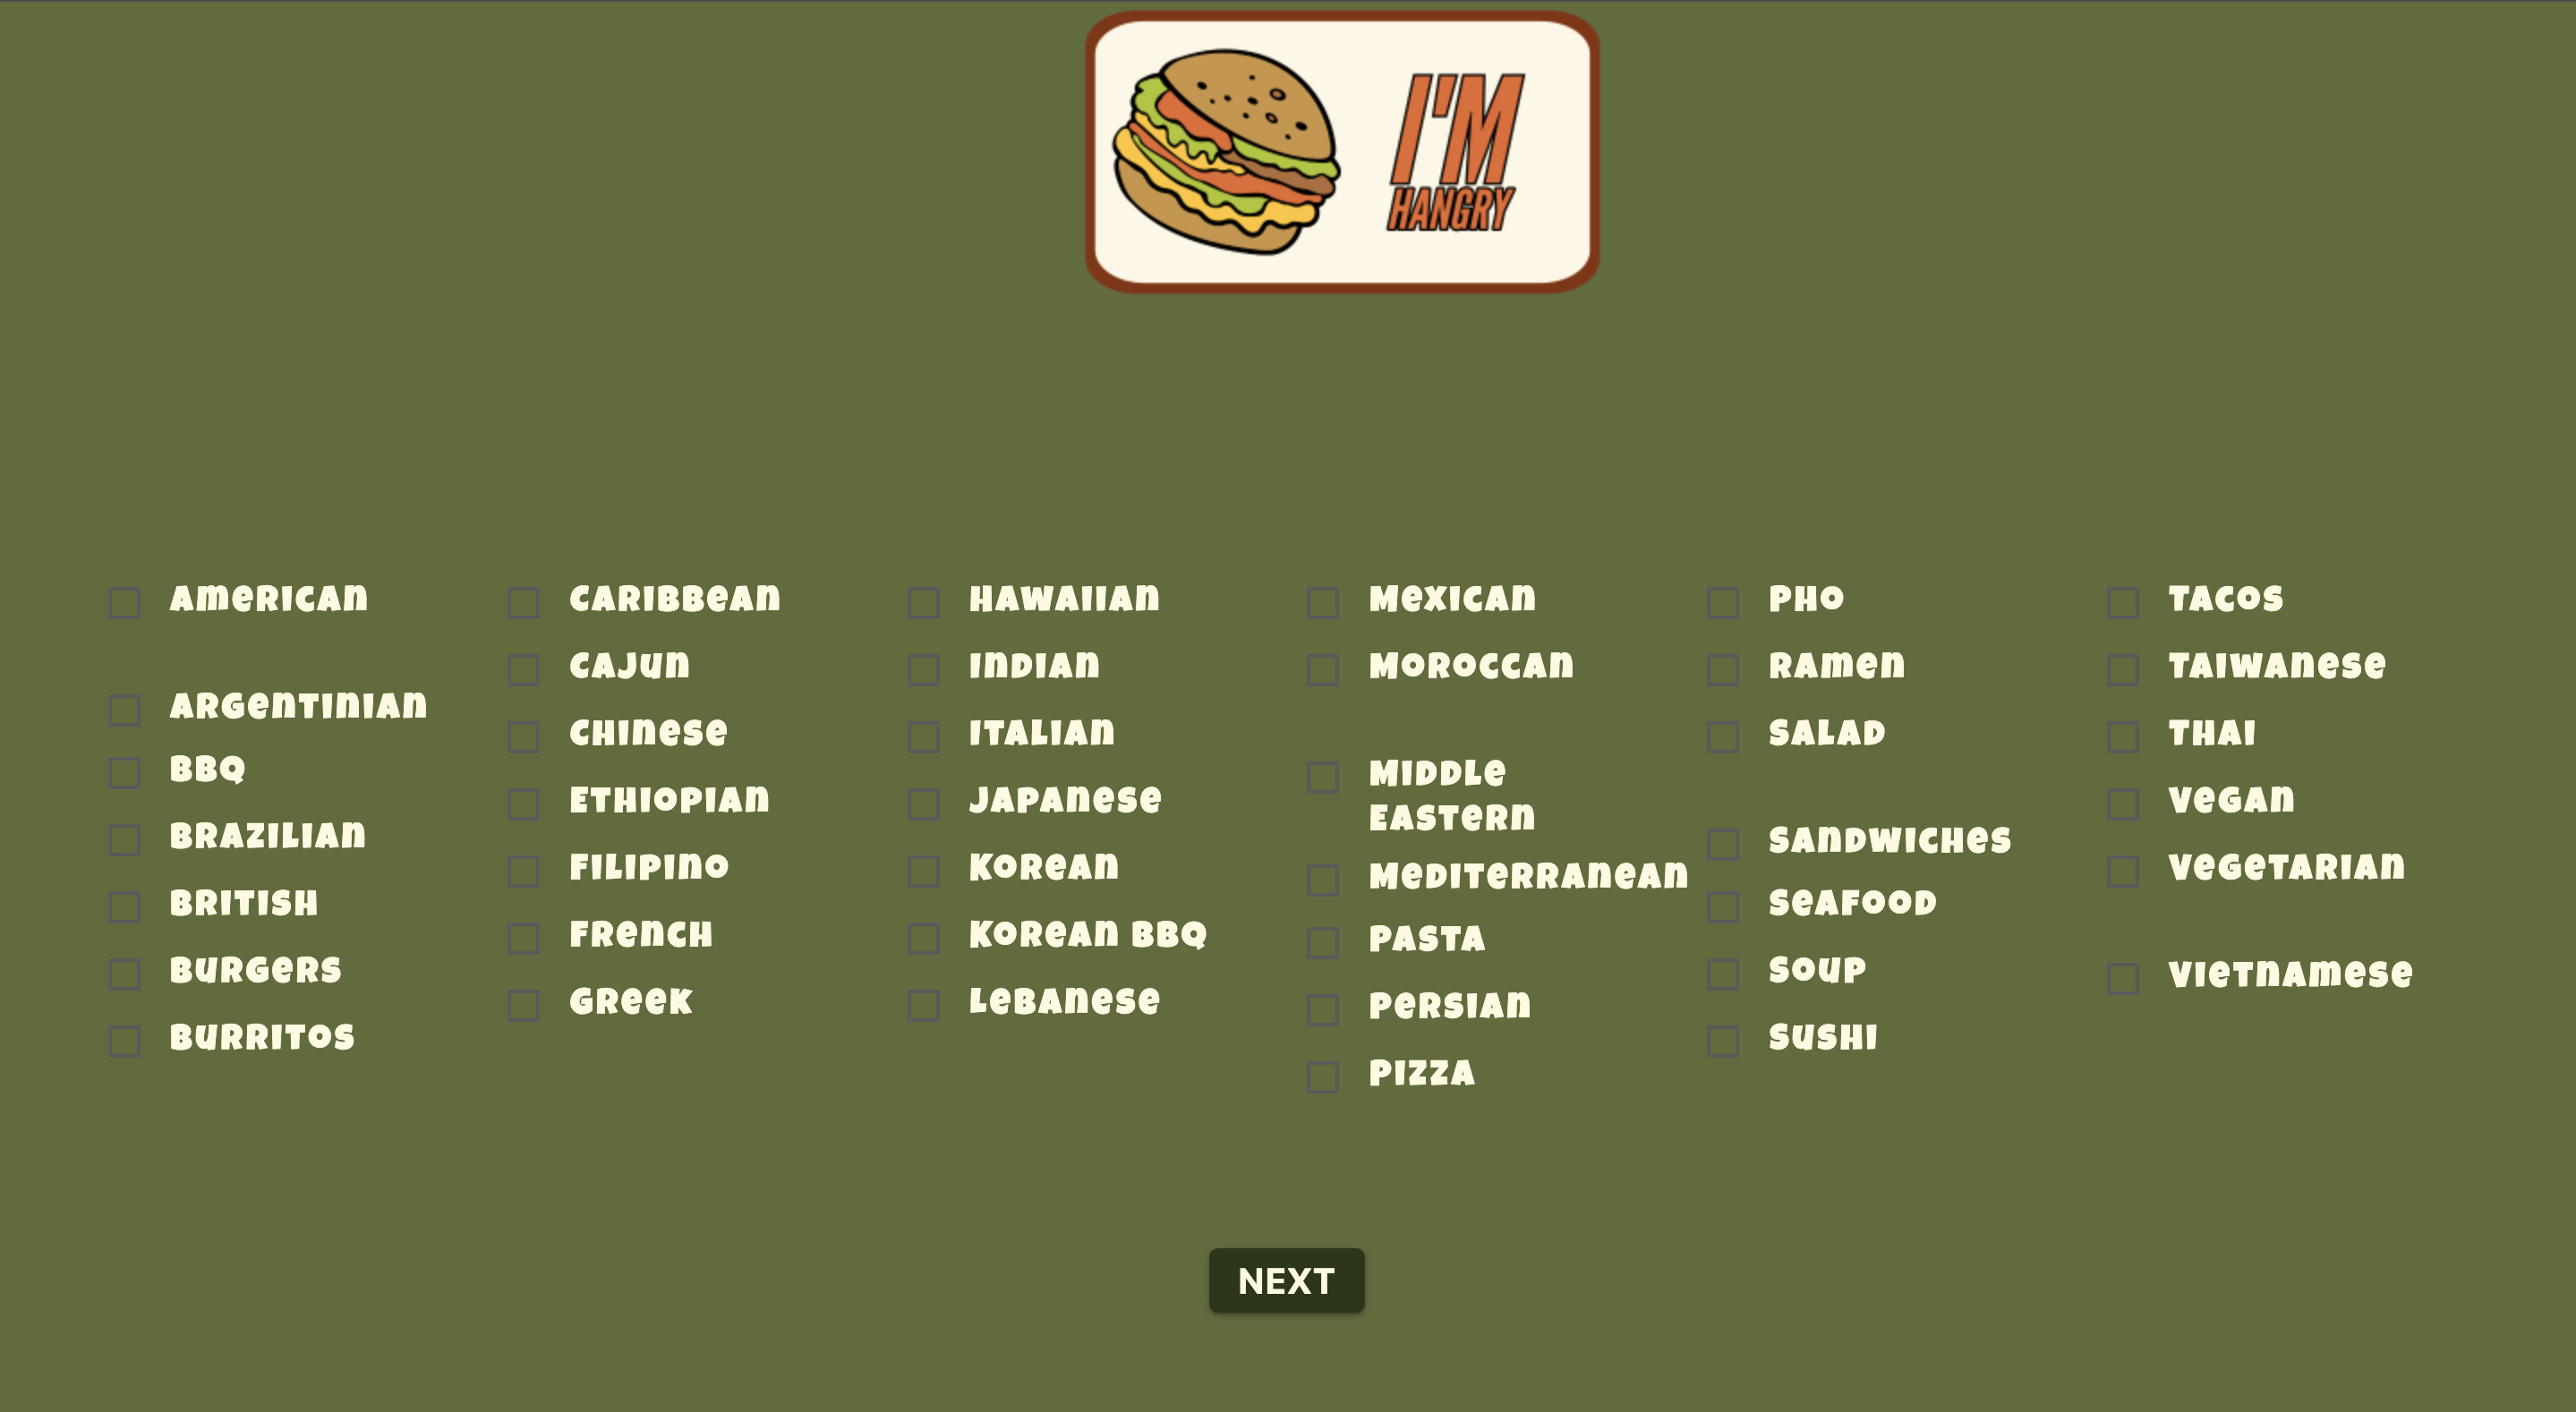 I'M
HANGRY
AMERICAN
ARGENTINIAN
BBQ
BRAZILIAN
BRITISH
BURGERS
BURRITOS
CARIBBEAN
CAJUN
CHINESE
ETHIOPIAN
FILIPINO
FRENCH
GREEK
HAWAIIAN
INDIAN
ITALIAN
JAPANESE
KOREAN
KOREAN BBQ
LEBANESE
MEXICAN
MOROCCAN
MIDDLE
EASTERN
MEDITERRANEAN
PASTA
PERSIAN
PIZZA
PHO
RAMEN
SALAD
SANDWICHES
SEAFOOD
SOUP
SUSHI
TACOS
TAIWANESE
THAI
VEGAN
VEGETARIAN
VIETNAMESE
NEXT